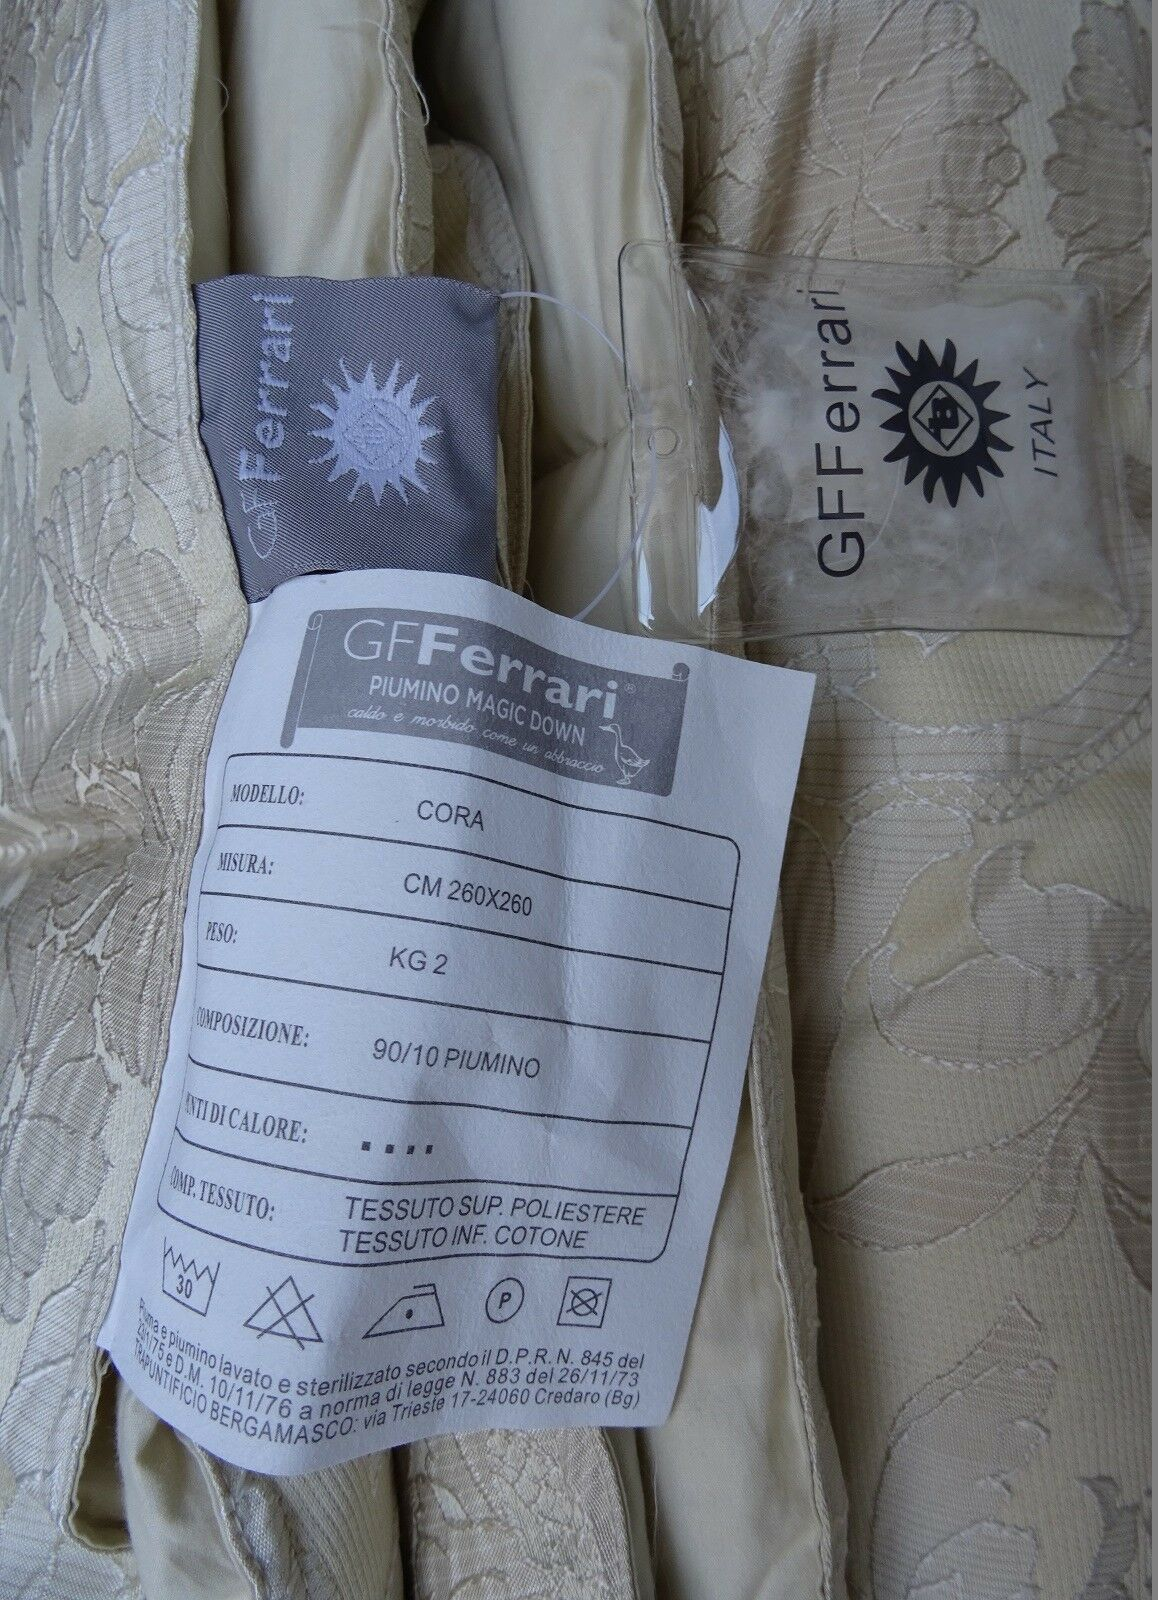 GFFerrari
GFFerrari
ITALY
GFFerrari®
PIUMINO MAGIC DOWN
caldo e morbido come un abbraccio
MODELLO: CORA
MISURA: CM 260X260
PESO: KG 2
COMPOSIZIONE: 90/10 PIUMINO
DI CALORE:
COMP. TESSUTO: TESSUTO SUP. POLIESTERE
TESSUTO INF. COTONE
30
P
Piuma e piumino lavato e sterilizzato secondo il D.P.R. N. 845 del
23/1/75 e D.M. 10/11/76 a norma di legge N. 883 del 26/11/73
TRAPUNTIFICIO BERGAMASCO: via Trieste 17-24060 Credaro (Bg)